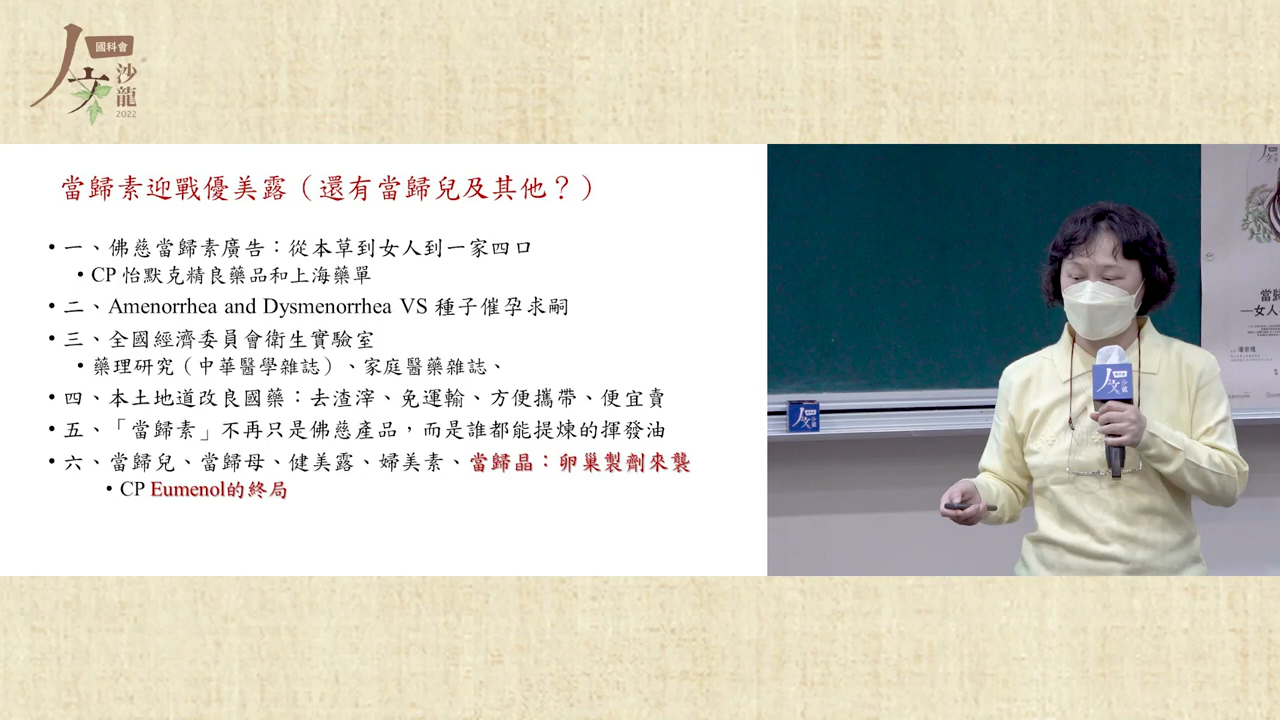 人文沙龍
國科會
2022
當歸素迎戰優美露（還有當歸兒及其他？）
• 一、佛慈當歸素廣告：從本草到女人到一家四口
• CP 怡默克精良藥品和上海藥單
• 二、Amenorrhea and Dysmenorrhea VS 種子催孕求嗣
• 三、全國經濟委員會衛生實驗室
• 藥理研究（中華醫學雜誌）、家庭醫藥雜誌、
• 四、本土地道改良國藥：去渣滓、免運輸、方便攜帶、便宜賣
• 五、「當歸素」不再只是佛慈產品，而是誰都能提煉的揮發油
• 六、當歸兒、當歸母、健美露、婦美素、當歸晶：卵巢製劑來襲
• CP Eumenol的終局
人文沙龍
人文沙龍
當歸
—女人